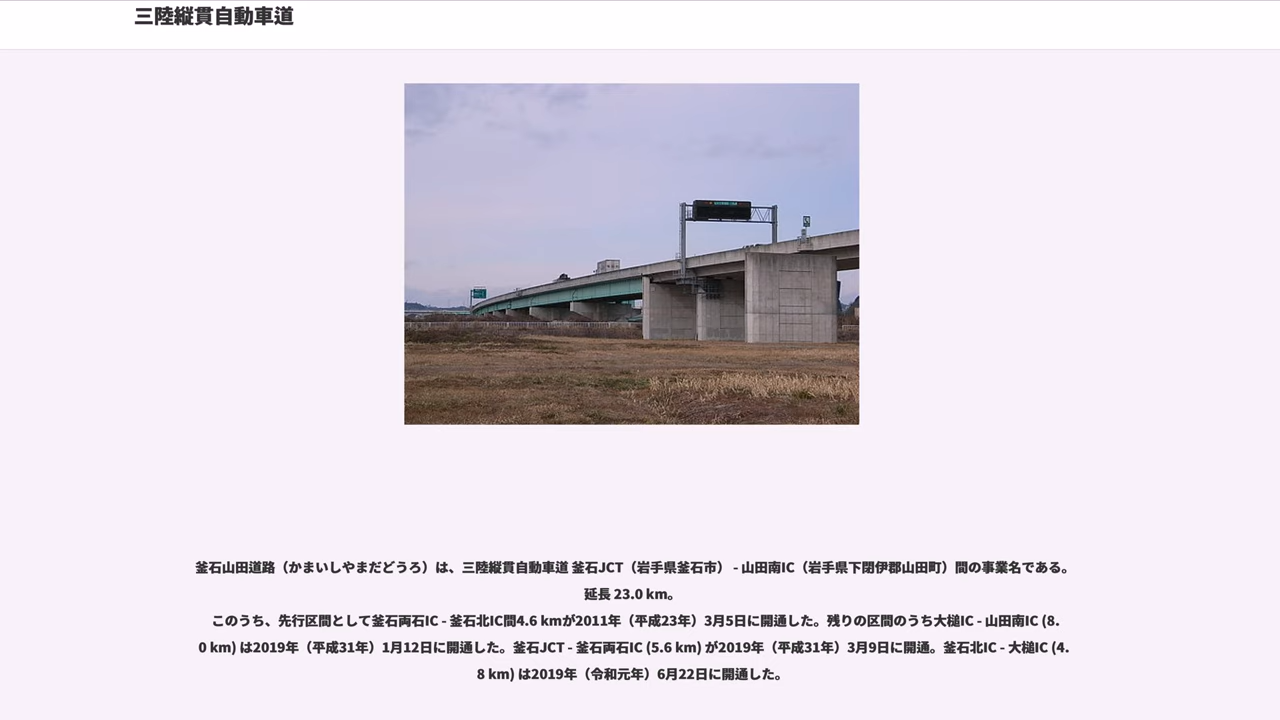 三陸縦貫自動車道
釜石山田道路（かまいしやまだどうろ）は、三陸縦貫自動車道 釜石JCT（岩手県釜石市） - 山田南IC（岩手県下閉伊郡山田町）間の事業名である。
延長 23.0 km。
このうち、先行区間として釜石両石IC - 釜石北IC間4.6 kmが2011年（平成23年）3月5日に開通した。残りの区間のうち大槌IC - 山田南IC (8.
0 km) は2019年（平成31年）1月12日に開通した。釜石JCT - 釜石両石IC (5.6 km) が2019年（平成31年）3月9日に開通。釜石北IC - 大槌IC (4.
8 km) は2019年（令和元年）6月22日に開通した。